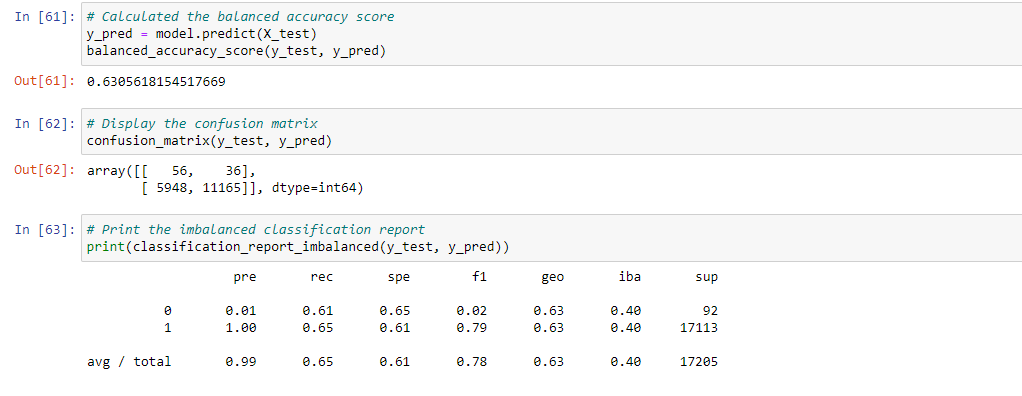 In [61]: # Calculated the balanced accuracy score
y_pred = model.predict(X_test)
balanced_accuracy_score(y_test, y_pred)
Out[61]: 0.6305618154517669
In [62]: # Display the confusion matrix
confusion_matrix(y_test, y_pred)
Out[62]: array([[   56,    36],
       [ 5948, 11165]], dtype=int64)
In [63]: # Print the imbalanced classification report
print(classification_report_imbalanced(y_test, y_pred))
                   pre       rec       spe        f1       geo       iba       sup
          0       0.01      0.61      0.65      0.02      0.63      0.40        92
          1       1.00      0.65      0.61      0.79      0.63      0.40     17113
avg / total       0.99      0.65      0.61      0.78      0.63      0.40     17205